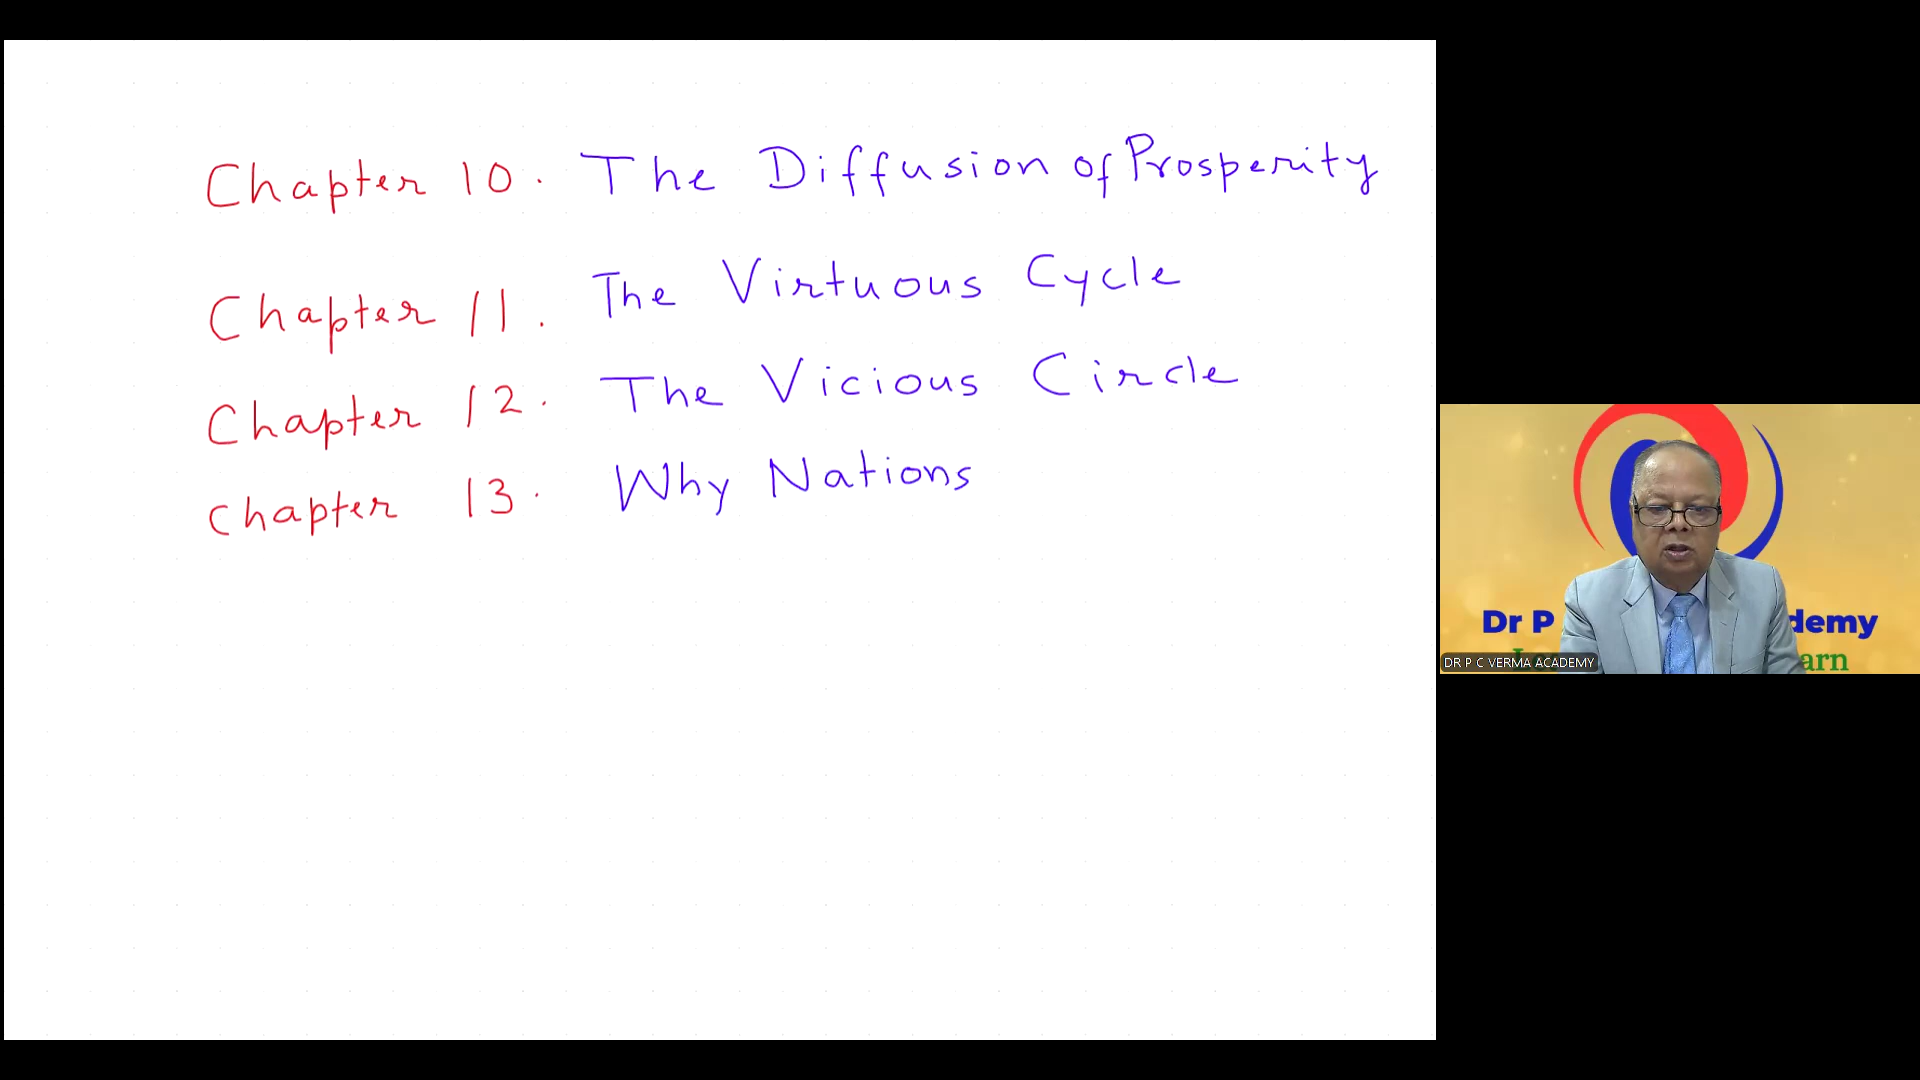 Chapter 10. The Diffusion of Prosperity
Chapter 11. The Virtuous Cycle
Chapter 12. The Vicious Circle
chapter 13. Why Nations
Dr P demy
arn
DR P C VERMA ACADEMY